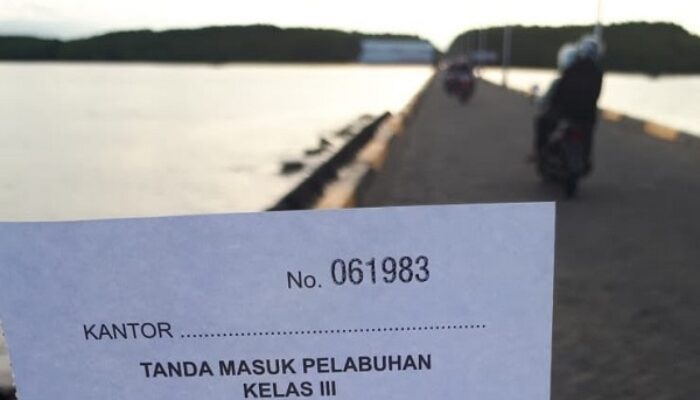 No. 061983
KANTOR ................................................
TANDA MASUK PELABUHAN
KELAS III